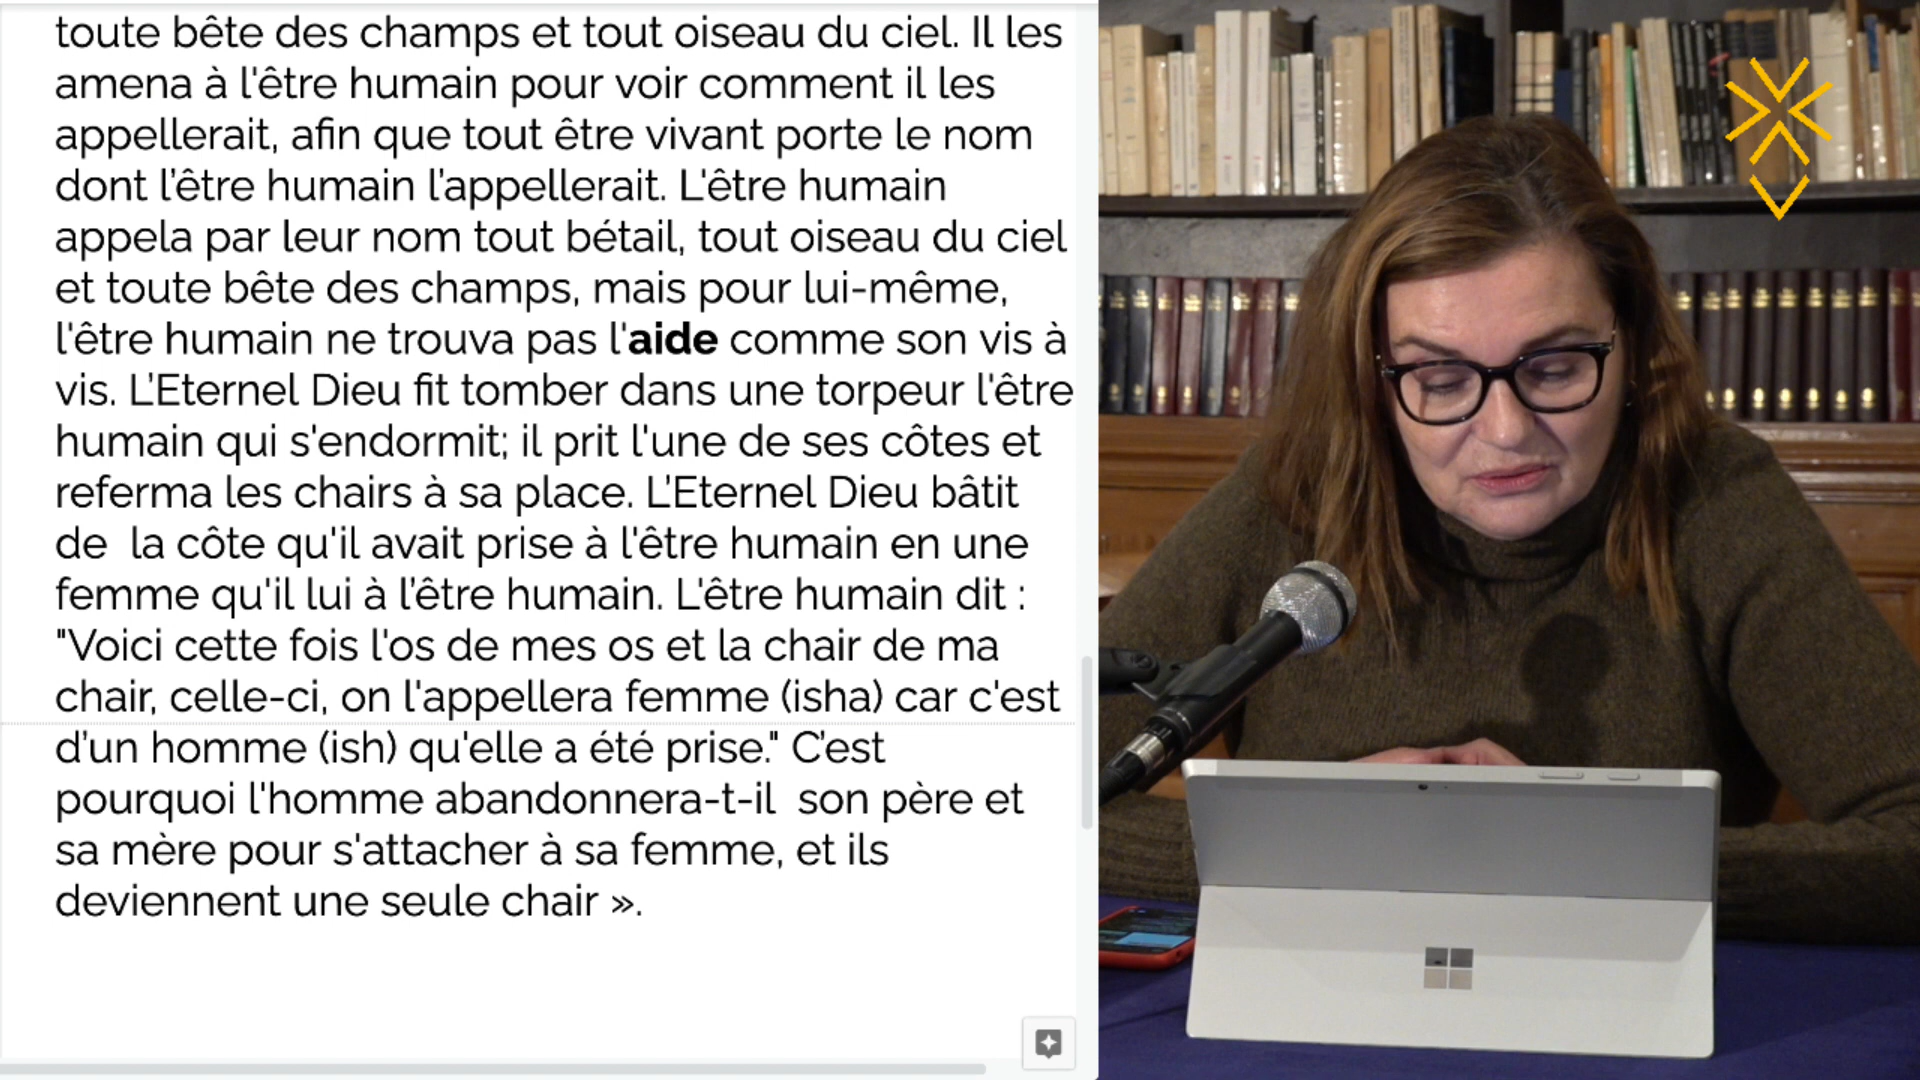 toute bête des champs et tout oiseau du ciel. Il les
amena à l'être humain pour voir comment il les
appellerait, afin que tout être vivant porte le nom
dont l'être humain l'appellerait. L'être humain
appela par leur nom tout bétail, tout oiseau du ciel
et toute bête des champs, mais pour lui-même,
l'être humain ne trouva pas l'aide comme son vis à
vis. L'Eternel Dieu fit tomber dans une torpeur l'être
humain qui s'endormit; il prit l'une de ses côtes et
referma les chairs à sa place. L'Eternel Dieu bâtit
de  la côte qu'il avait prise à l'être humain en une
femme qu'il lui à l'être humain. L'être humain dit :
"Voici cette fois l'os de mes os et la chair de ma
chair, celle-ci, on l'appellera femme (isha) car c'est
d'un homme (ish) qu'elle a été prise." C'est
pourquoi l'homme abandonnera-t-il  son père et
sa mère pour s'attacher à sa femme, et ils
deviennent une seule chair ».